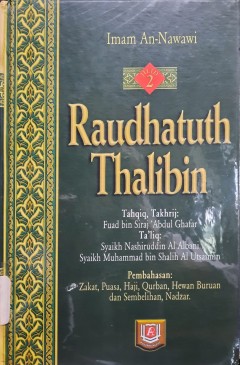 Imam An-Nawawi
2
Raudhatuth
Thalibin
Tahqiq, Takhrij:
Fuad bin Siraj 'Abdul Ghafar
Ta'liq:
Syaikh Nashiruddin Al Albani
Syaikh Muhammad bin Shalih Al Utsaimin
Pembahasan:
Zakat, Puasa, Haji, Qurban, Hewan Buruan
dan Sembelihan, Nadzar.